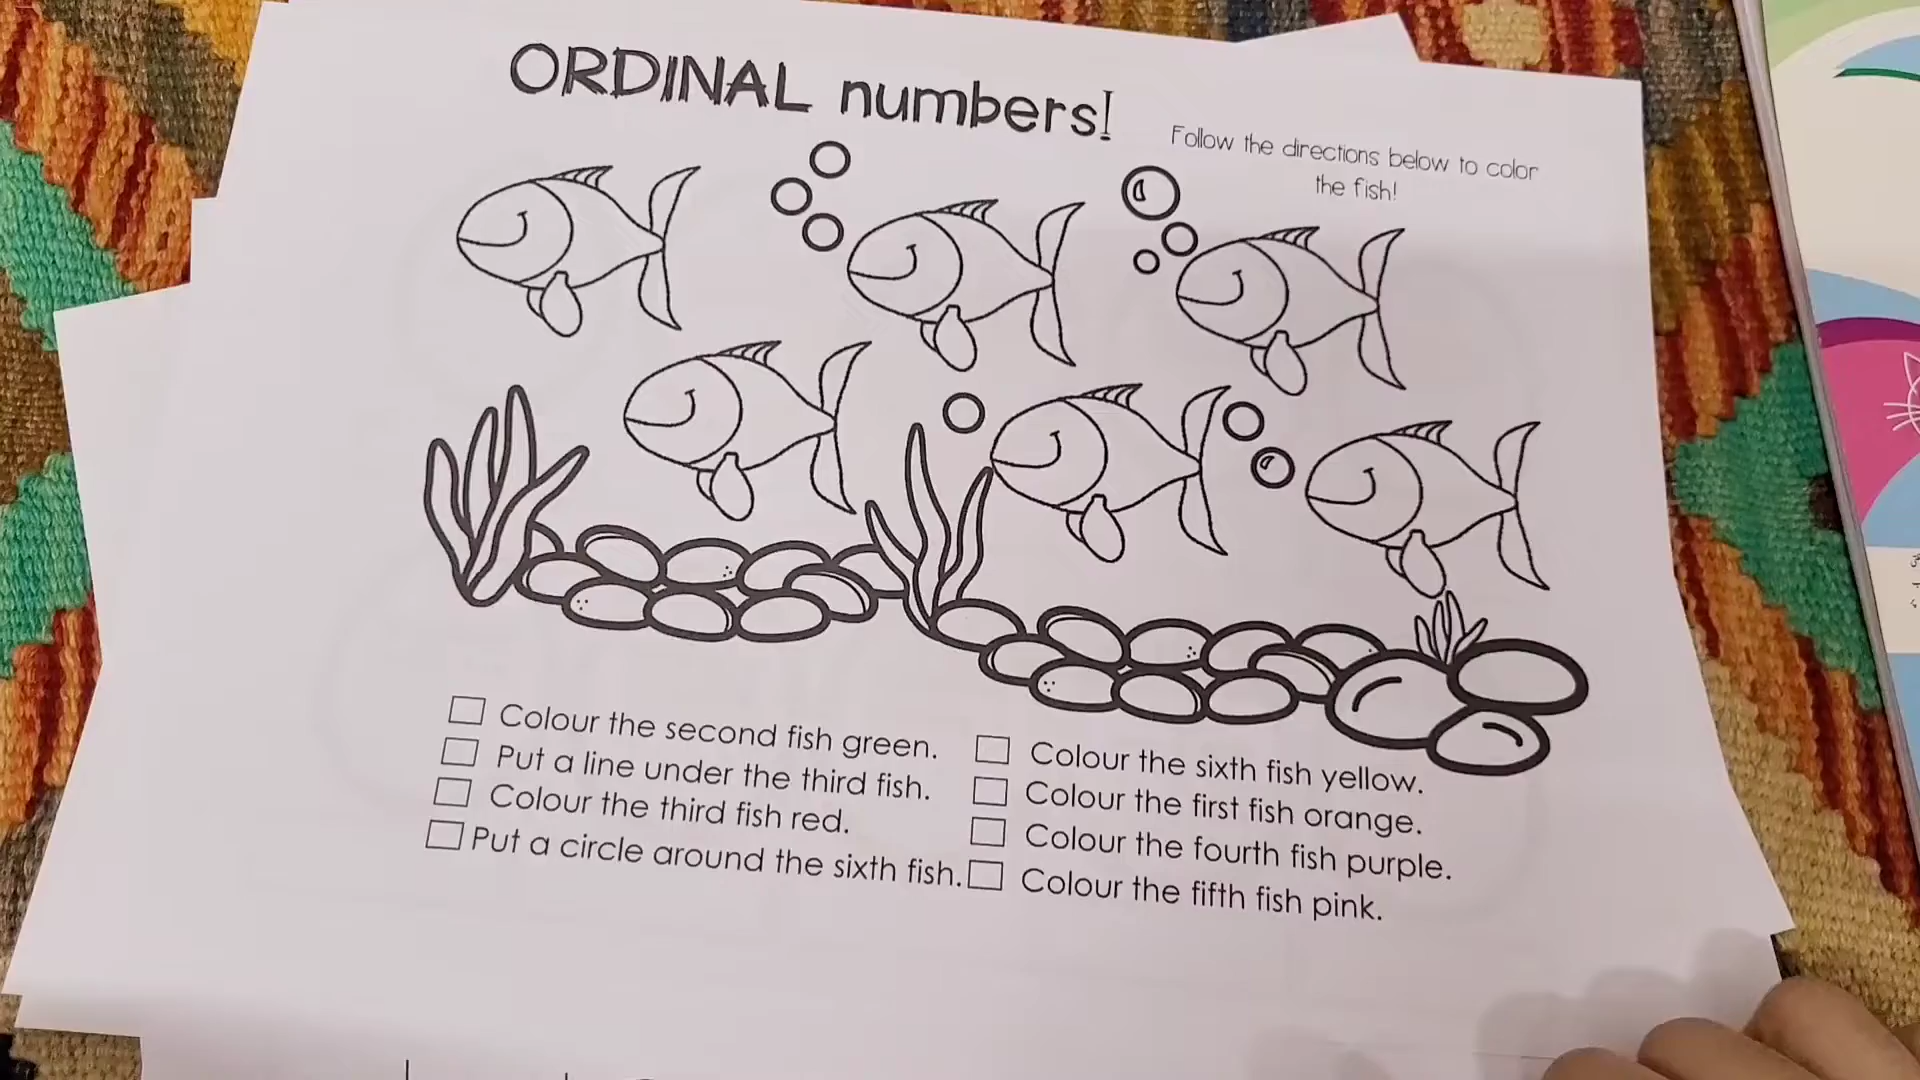 ORDINAL numbers!
Follow the directions below to color
the fish!
Colour the second fish green.
Put a line under the third fish.
Colour the third fish red.
Put a circle around the sixth fish.
Colour the sixth fish yellow.
Colour the first fish orange.
Colour the fourth fish purple.
Colour the fifth fish pink.